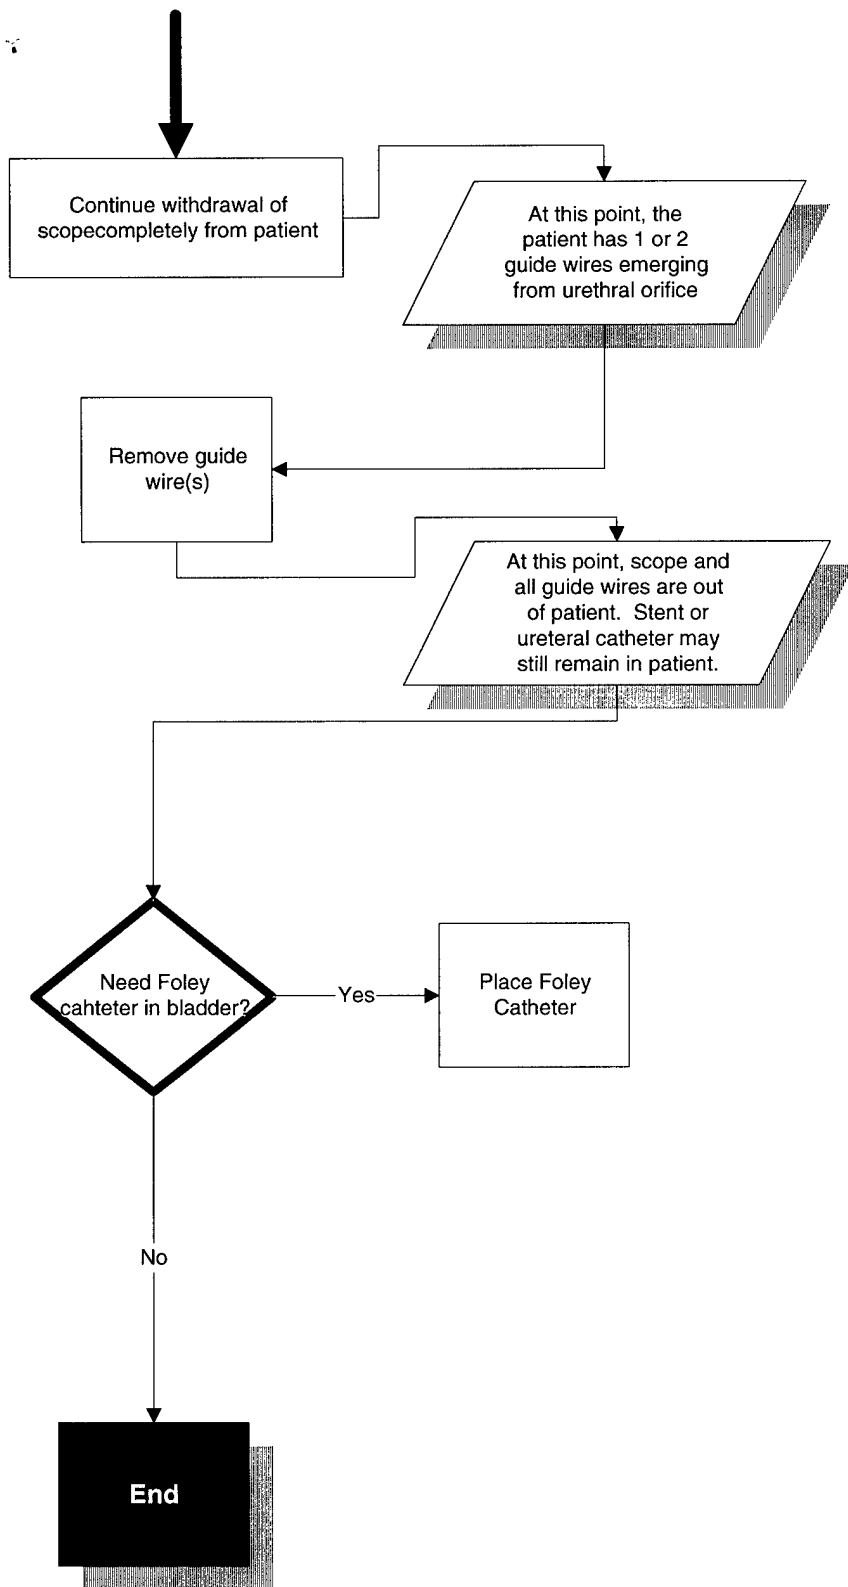 Continue withdrawal of
scopecompletely from patient
At this point, the
patient has 1 or 2
guide wires emerging
from urethral orifice
Remove guide
wire(s)
At this point, scope and
all guide wires are out
of patient. Stent or
ureteral catheter may
still remain in patient.
Need Foley
cahteter in bladder?
Yes
Place Foley
Catheter
No
End